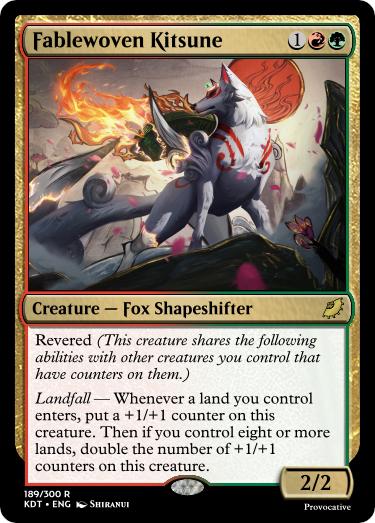 Fablewoven Kitsune 1
Creature — Fox Shapeshifter
Revered (This creature shares the following
abilities with other creatures you control that
have counters on them.)
Landfall — Whenever a land you control
enters, put a +1/+1 counter on this
creature. Then if you control eight or more
lands, double the number of +1/+1
counters on this creature.
2/2
189/300 R
KDT • ENG Shiranui
Provocative